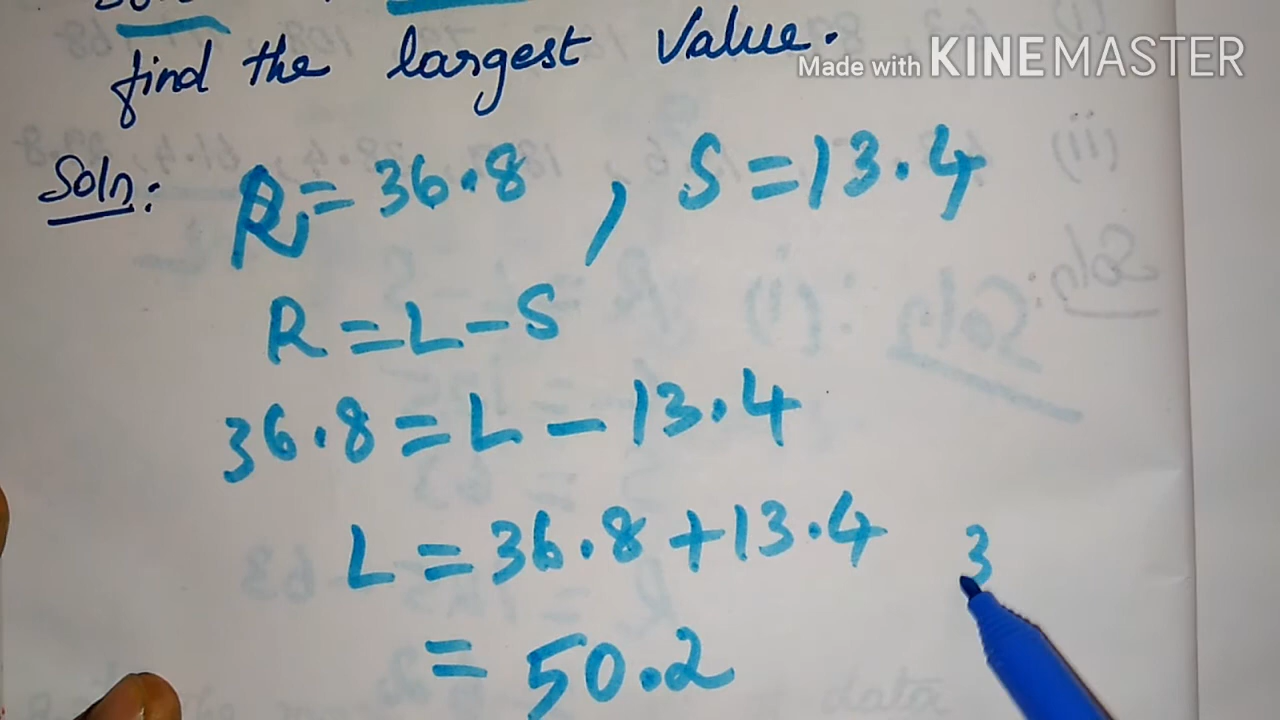 find the largest value.
Made with KINEMASTER
Soln: R = 36.8 , S = 13.4
R = L - S
36.8 = L - 13.4
L = 36.8 + 13.4 3
= 50.2